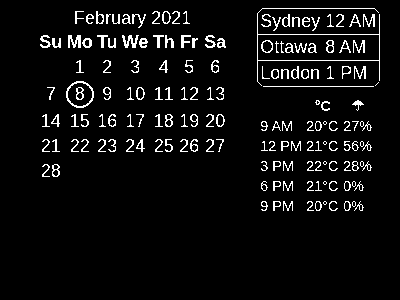 February 2021
Su Mo Tu We Th Fr Sa
1 2 3 4 5 6
7 8 9 10 11 12 13
14 15 16 17 18 19 20
21 22 23 24 25 26 27
28
Sydney 12 AM
Ottawa 8 AM
London 1 PM
°C ☂
9 AM 20°C 27%
12 PM 21°C 56%
3 PM 22°C 28%
6 PM 21°C 0%
9 PM 20°C 0%